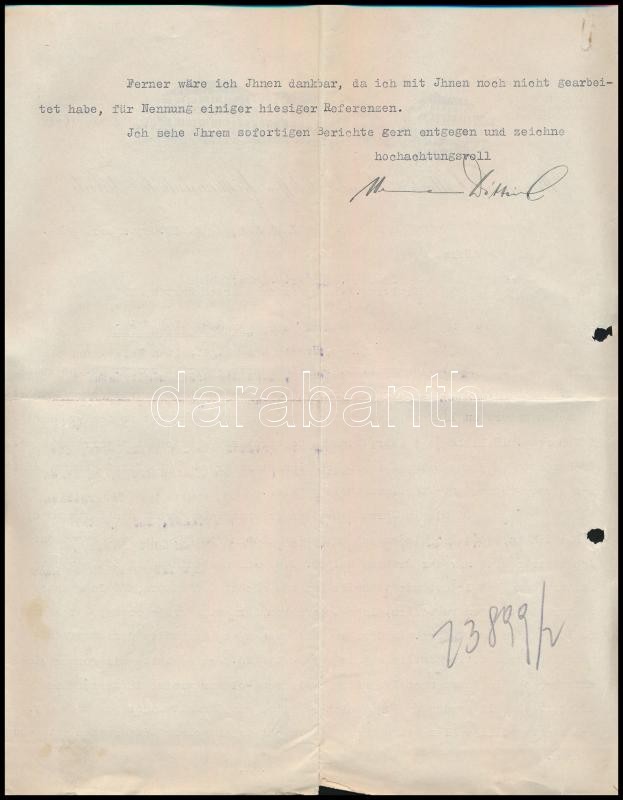 Ferner wäre ich Jhnen dankbar, da ich mit Jhnen noch nicht gearbei-
tet habe, für Nennung einiger hiesiger Referenzen.
Jch sehe Jhrem sofortigen Berichte gern entgegen und zeichne
hochachtungsvoll
darabanth
23899/2